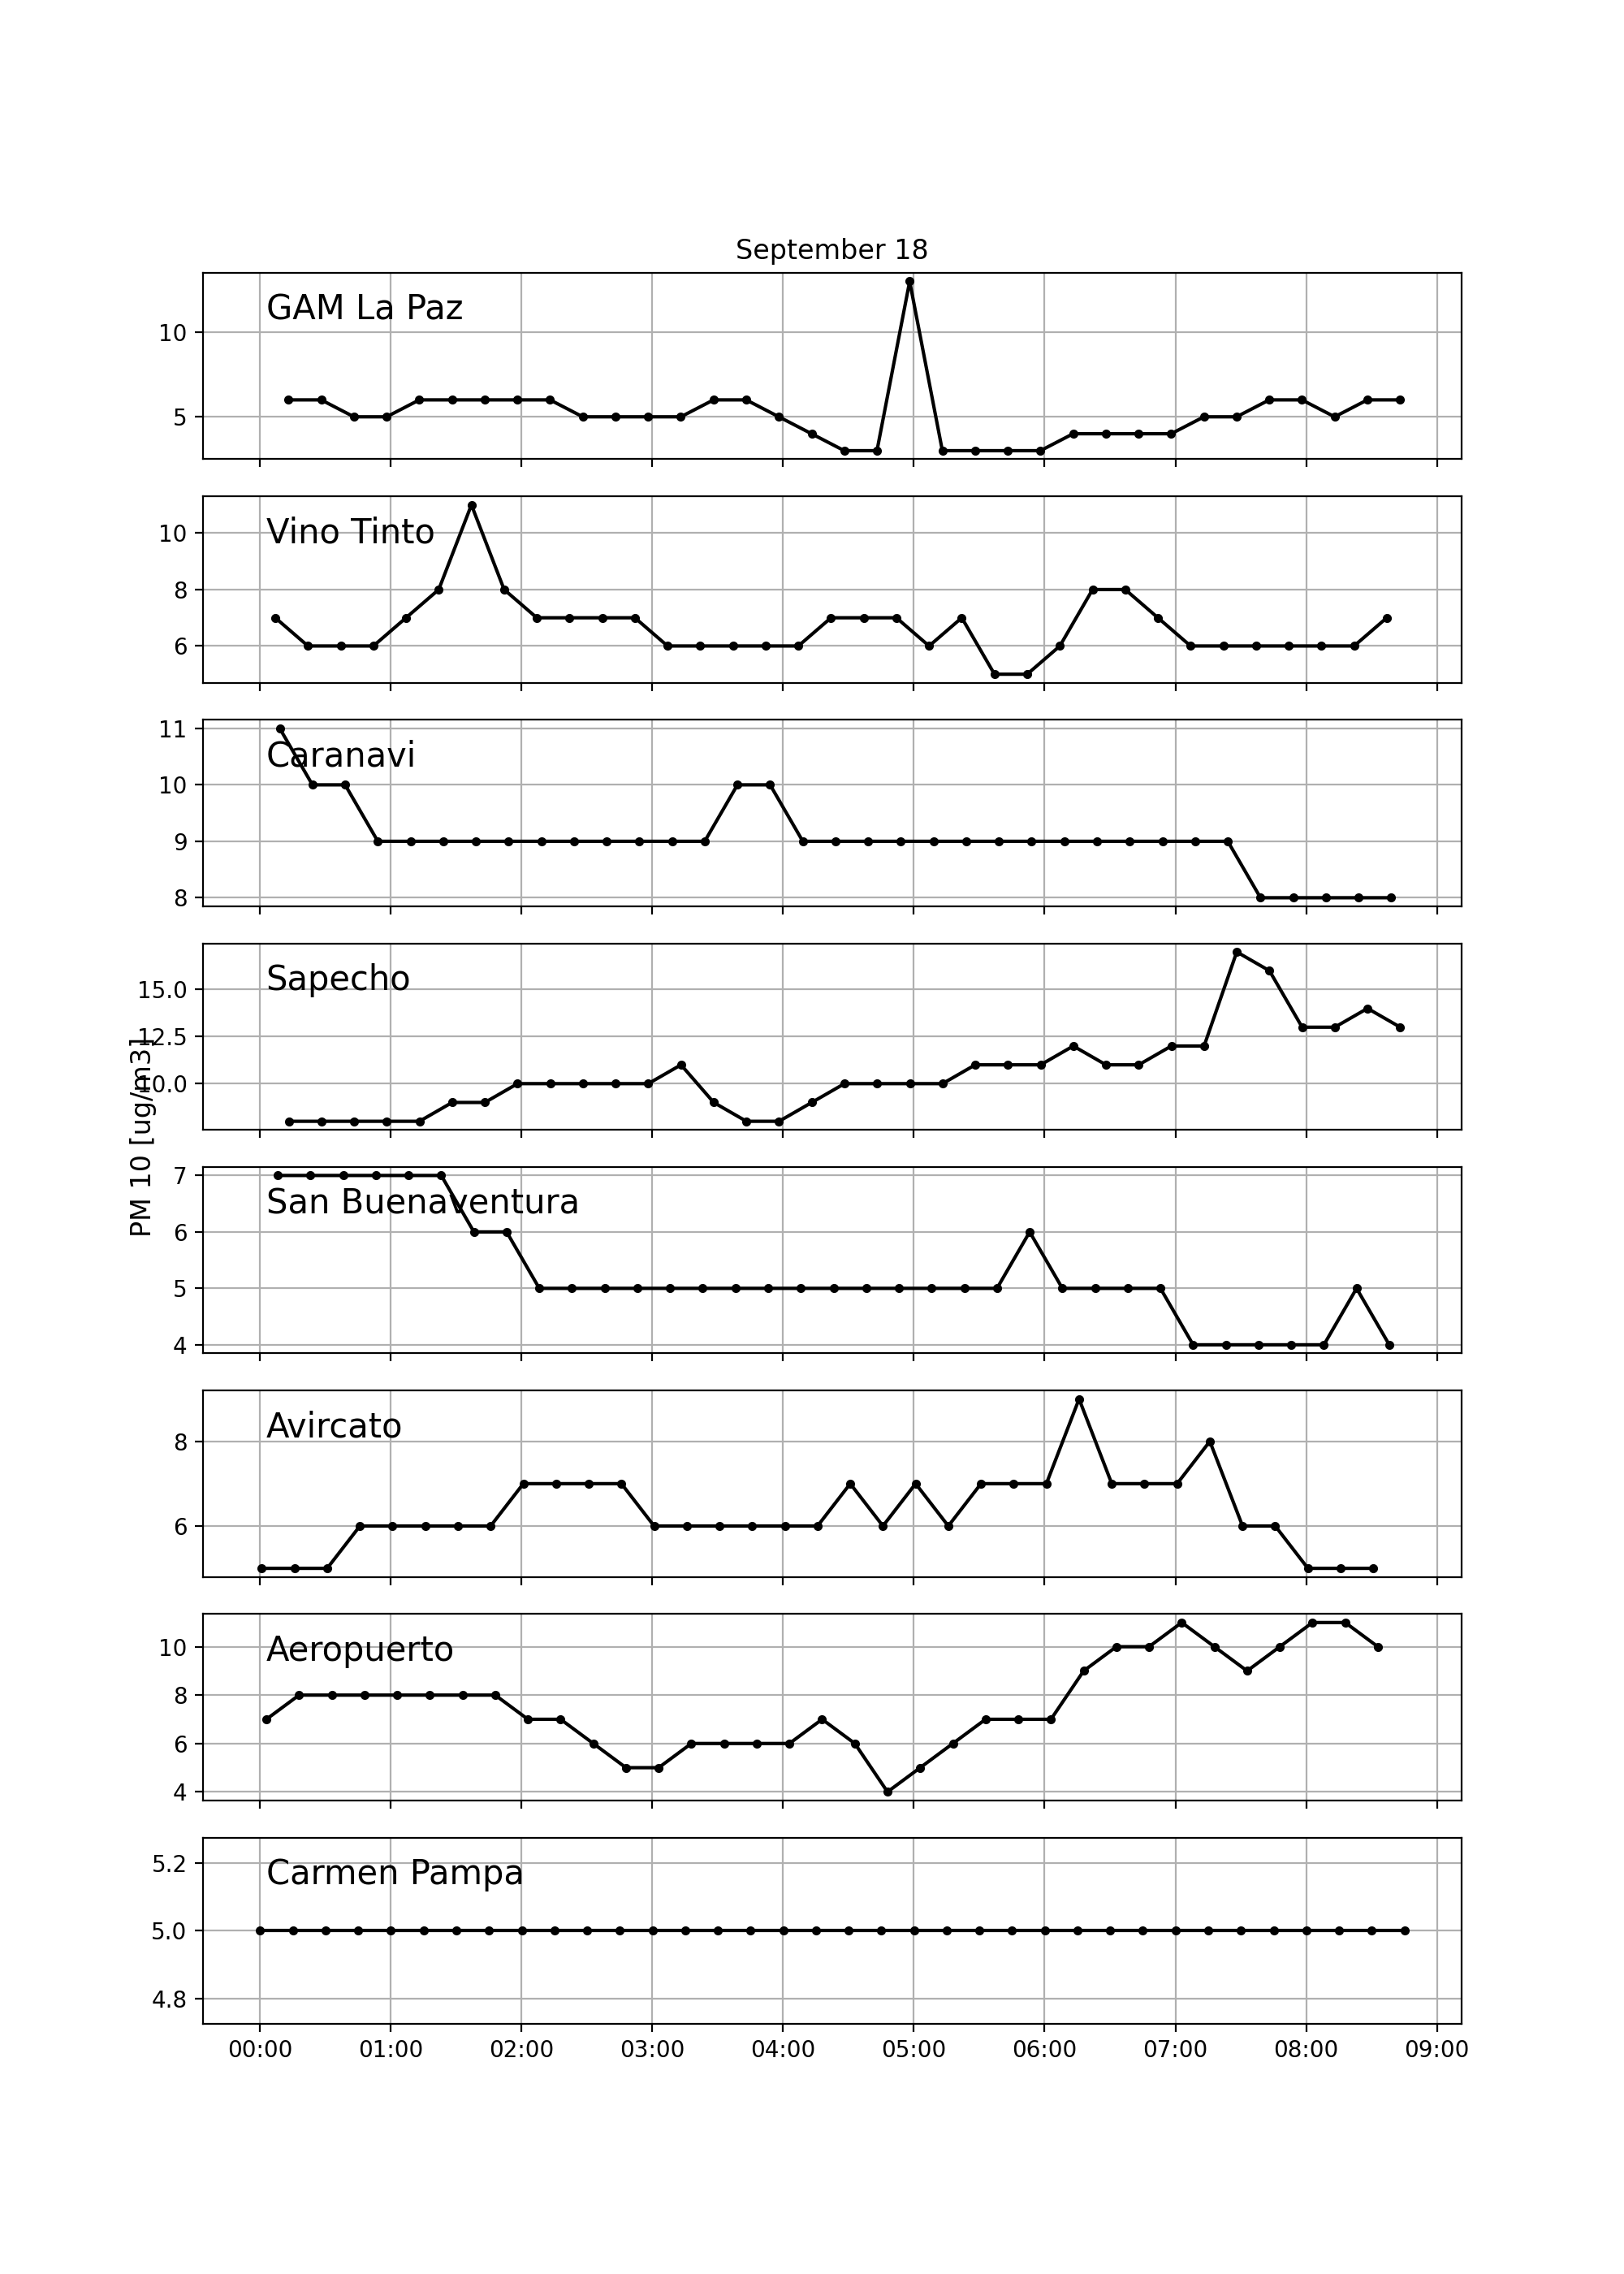 September 18
GAM La Paz
10
5
Vino Tinto
10
8
6
Caranavi
11
10
9
8
Sapecho
15.0
12.5
10.0
PM 10 [ug/m3]
San Buenaventura
7
6
5
4
Avircato
8
6
Aeropuerto
10
8
6
4
Carmen Pampa
5.2
5.0
4.8
00:00 01:00 02:00 03:00 04:00 05:00 06:00 07:00 08:00 09:00